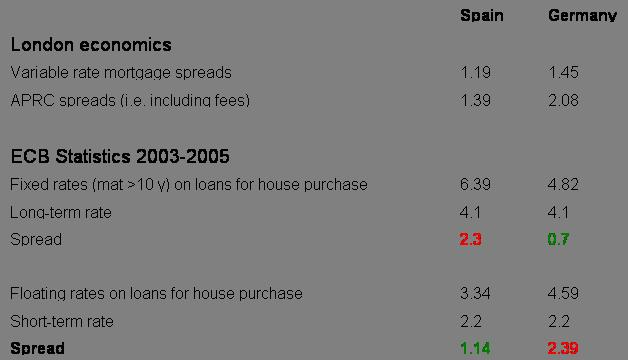 Spain Germany
London economics
Variable rate mortgage spreads 1.19 1.45
APRC spreads (i.e. including fees) 1.39 2.08
ECB Statistics 2003-2005
Fixed rates (mat >10 y) on loans for house purchase 6.39 4.82
Long-term rate 4.1 4.1
Spread 2.3 0.7
Floating rates on loans for house purchase 3.34 4.59
Short-term rate 2.2 2.2
Spread 1.14 2.39